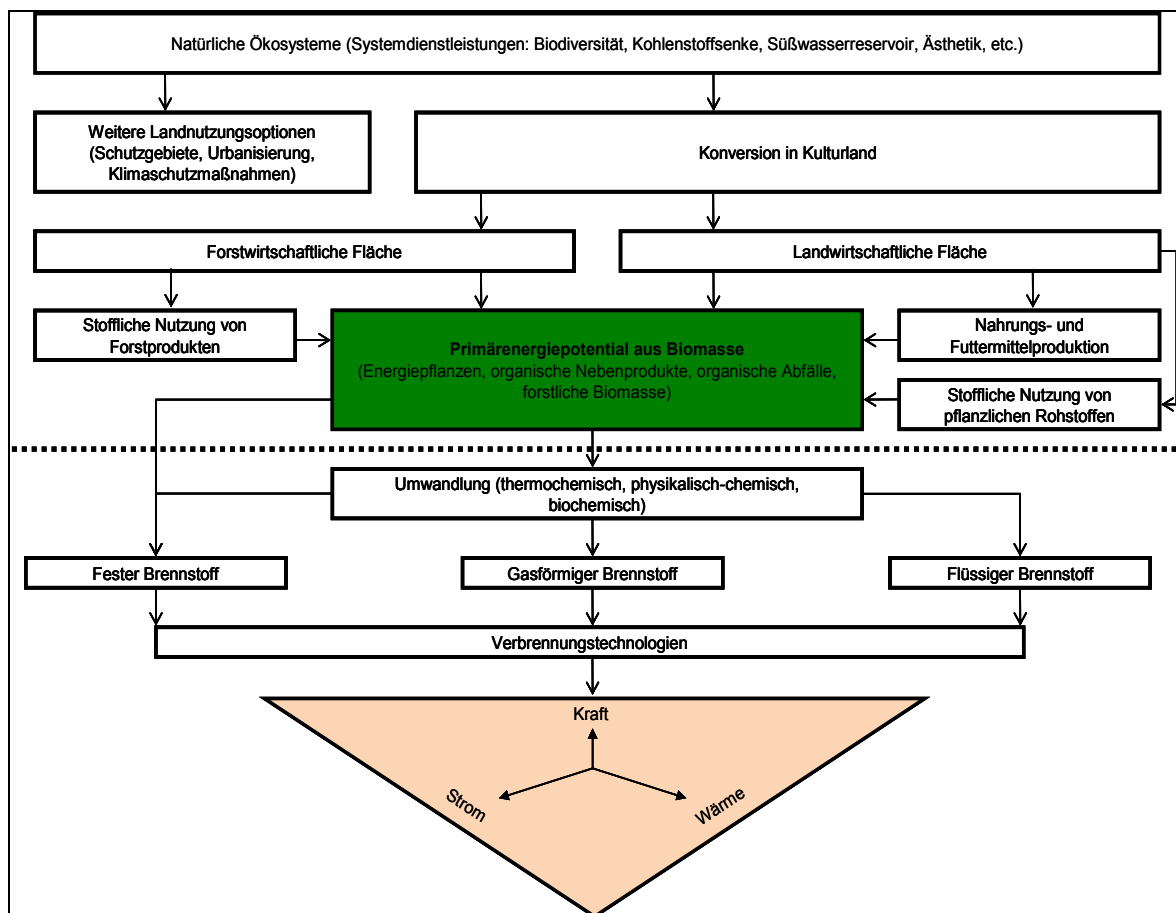 Natürliche Ökosysteme (Systemdienstleistungen: Biodiversität, Kohlenstoffsenke, Süßwasserreservoir, Ästhetik, etc.)
Weitere Landnutzungsoptionen
(Schutzgebiete, Urbanisierung,
Klimaschutzmaßnahmen)
Konversion in Kulturland
Forstwirtschaftliche Fläche
Landwirtschaftliche Fläche
Stoffliche Nutzung von
Forstprodukten
Primärenergiepotential aus Biomasse
(Energiepflanzen, organische Nebenprodukte, organische Abfälle,
forstliche Biomasse)
Nahrungs- und
Futtermittelproduktion
Stoffliche Nutzung von
pflanzlichen Rohstoffen
Umwandlung (thermochemisch, physikalisch-chemisch,
biochemisch)
Fester Brennstoff
Gasförmiger Brennstoff
Flüssiger Brennstoff
Verbrennungstechnologien
Kraft
Strom
Wärme